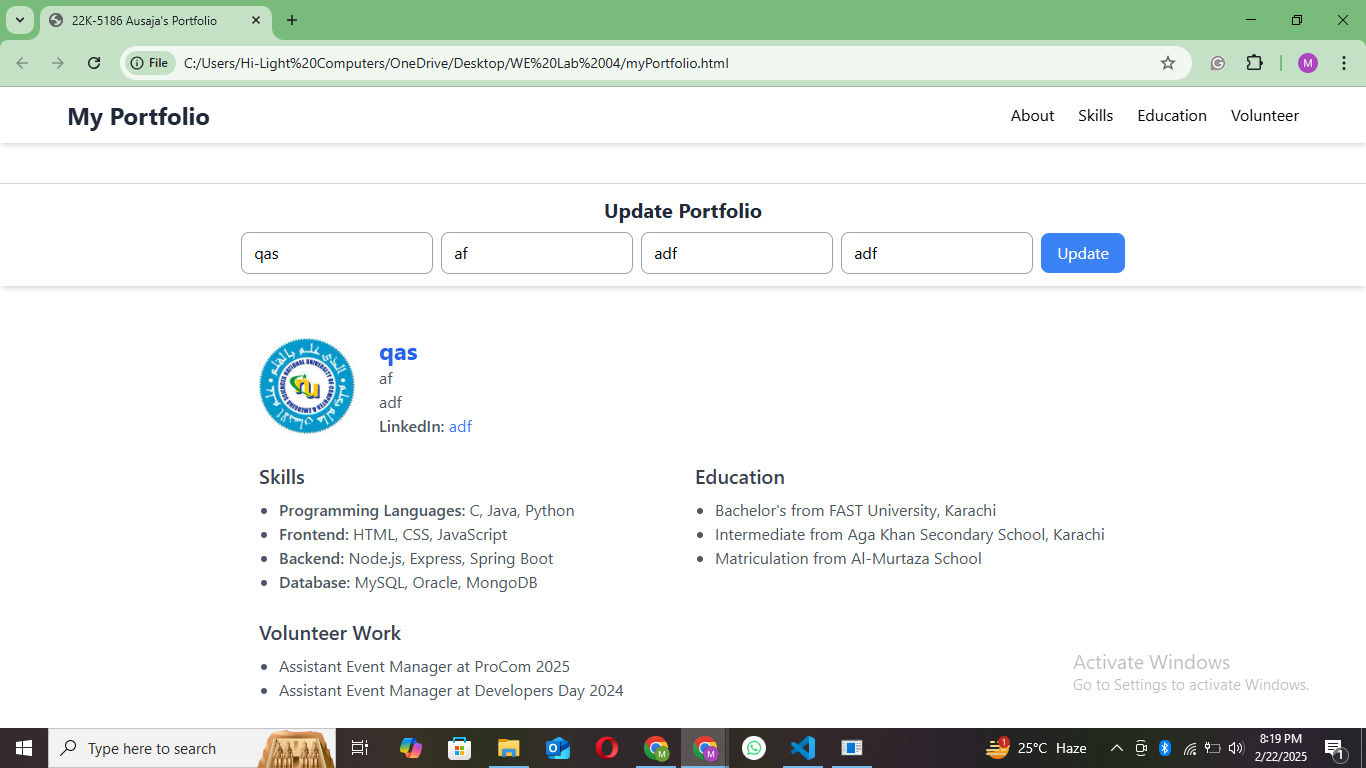 22K-5186 Ausaja's Portfolio
File C:/Users/Hi-Light%20Computers/OneDrive/Desktop/WE%20Lab%2004/myPortfolio.html
M
My Portfolio About Skills Education Volunteer
Update Portfolio
qas af adf adf Update
qas
af
adf
LinkedIn: adf
Skills
Programming Languages: C, Java, Python
Frontend: HTML, CSS, JavaScript
Backend: Node.js, Express, Spring Boot
Database: MySQL, Oracle, MongoDB
Education
Bachelor's from FAST University, Karachi
Intermediate from Aga Khan Secondary School, Karachi
Matriculation from Al-Murtaza School
Volunteer Work
Assistant Event Manager at ProCom 2025
Assistant Event Manager at Developers Day 2024
Activate Windows
Go to Settings to activate Windows.
Type here to search
M
M
1
25°C Haze
8:19 PM
2/22/2025
1